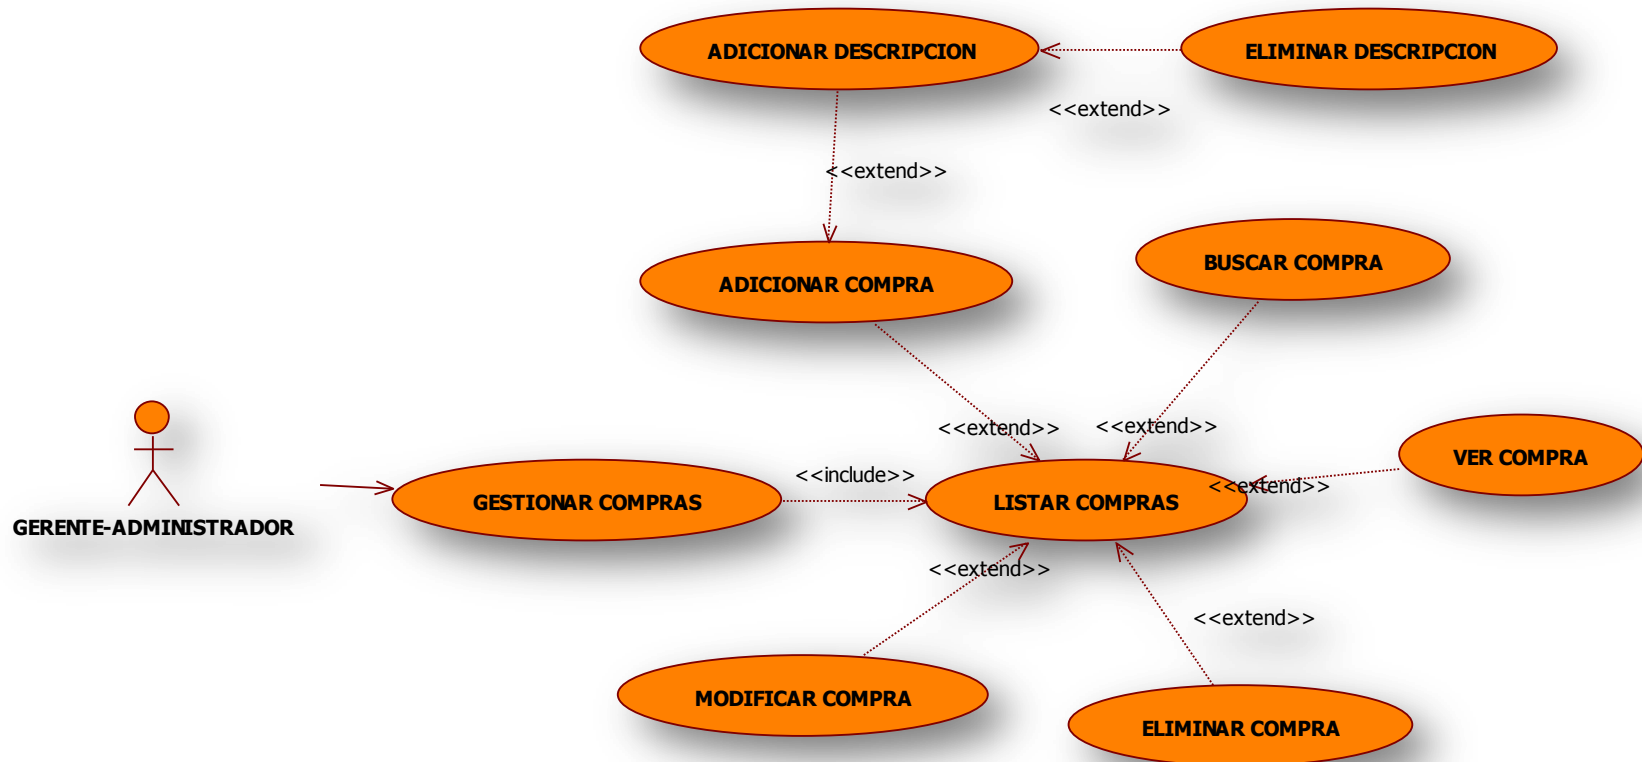 ADICIONAR DESCRIPCION
ELIMINAR DESCRIPCION
<<extend>>
<<extend>>
ADICIONAR COMPRA
BUSCAR COMPRA
<<extend>>
<<extend>>
VER COMPRA
<<include>>
<<extend>>
GESTIONAR COMPRAS
LISTAR COMPRAS
GERENTE-ADMINISTRADOR
<<extend>>
<<extend>>
MODIFICAR COMPRA
ELIMINAR COMPRA